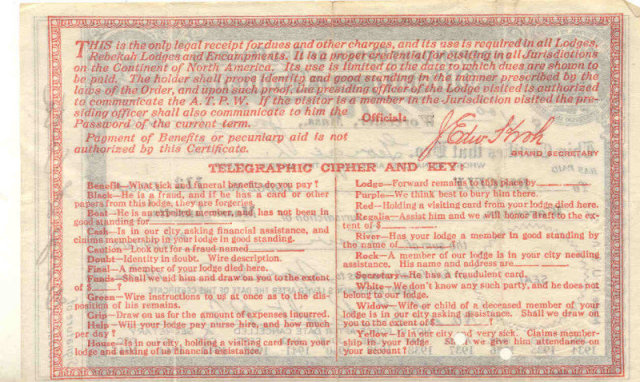 THIS is the only legal receipt for dues and other charges, and its use is required in all Lodges,
Rebekah Lodges and Encampments. It is a proper credential for visiting in all Jurisdictions
on the Continent of North America. Its use is limited to the date to which dues are shown to
be paid. The holder shall prove identity and good standing in the manner prescribed by the
laws of the Order, and upon such proof, the presiding officer of the Lodge visited is authorized
to communicate the A. T. P. W. If the visitor is a member in the Jurisdiction visited the pre-
siding officer shall also communicate to him the
Password of the current term.
Official:
Payment of Benefits or pecuniary aid is not
authorized by this Certificate.
GRAND SECRETARY
TELEGRAPHIC CIPHER AND KEY:
Benefit—What sick and funeral benefits do you pay?
Black—He is a fraud, and if he has a card or other
papers from this lodge, they are forgeries.
Boat—He is an expelled member, and has not been in
good standing for
Cash—Is in our city asking financial assistance, and
claims membership in your lodge in good standing.
Caution—Look out for a fraud named
Doubt—Identity in doubt. Wire description.
Final—A member of your lodge died here.
Funds—Shall we aid him and draw on you to the extent
of $ ?
Green—Wire instructions to us at once as to the dis-
position of his remains.
Grip—Draw on us for the amount of expenses incurred.
Help—Will your lodge pay nurse hire, and how much
per day?
House—Is in our city, holding a visiting card from your
lodge and asking of us financial assistance.
Lodge—Forward remains to this place by
Purple—We think best to bury him there.
Red—Holding a visiting card from your lodge died here.
Regalia—Assist him and we will honor draft to the ex-
tent of $
River—Has your lodge a member in good standing by
the name of
Rock—A member of our lodge is in your city needing
assistance. His name and address are
Secretary—He has a fraudulent card.
White—We don't know any such party, and he does not
belong to our lodge.
Widow—Wife or child of a deceased member of your
lodge is in our city asking assistance. Shall we draw on
you to the extent of $
Yellow—Is in our city and very sick. Claims member-
ship in your lodge. we give him attendance on
your account?